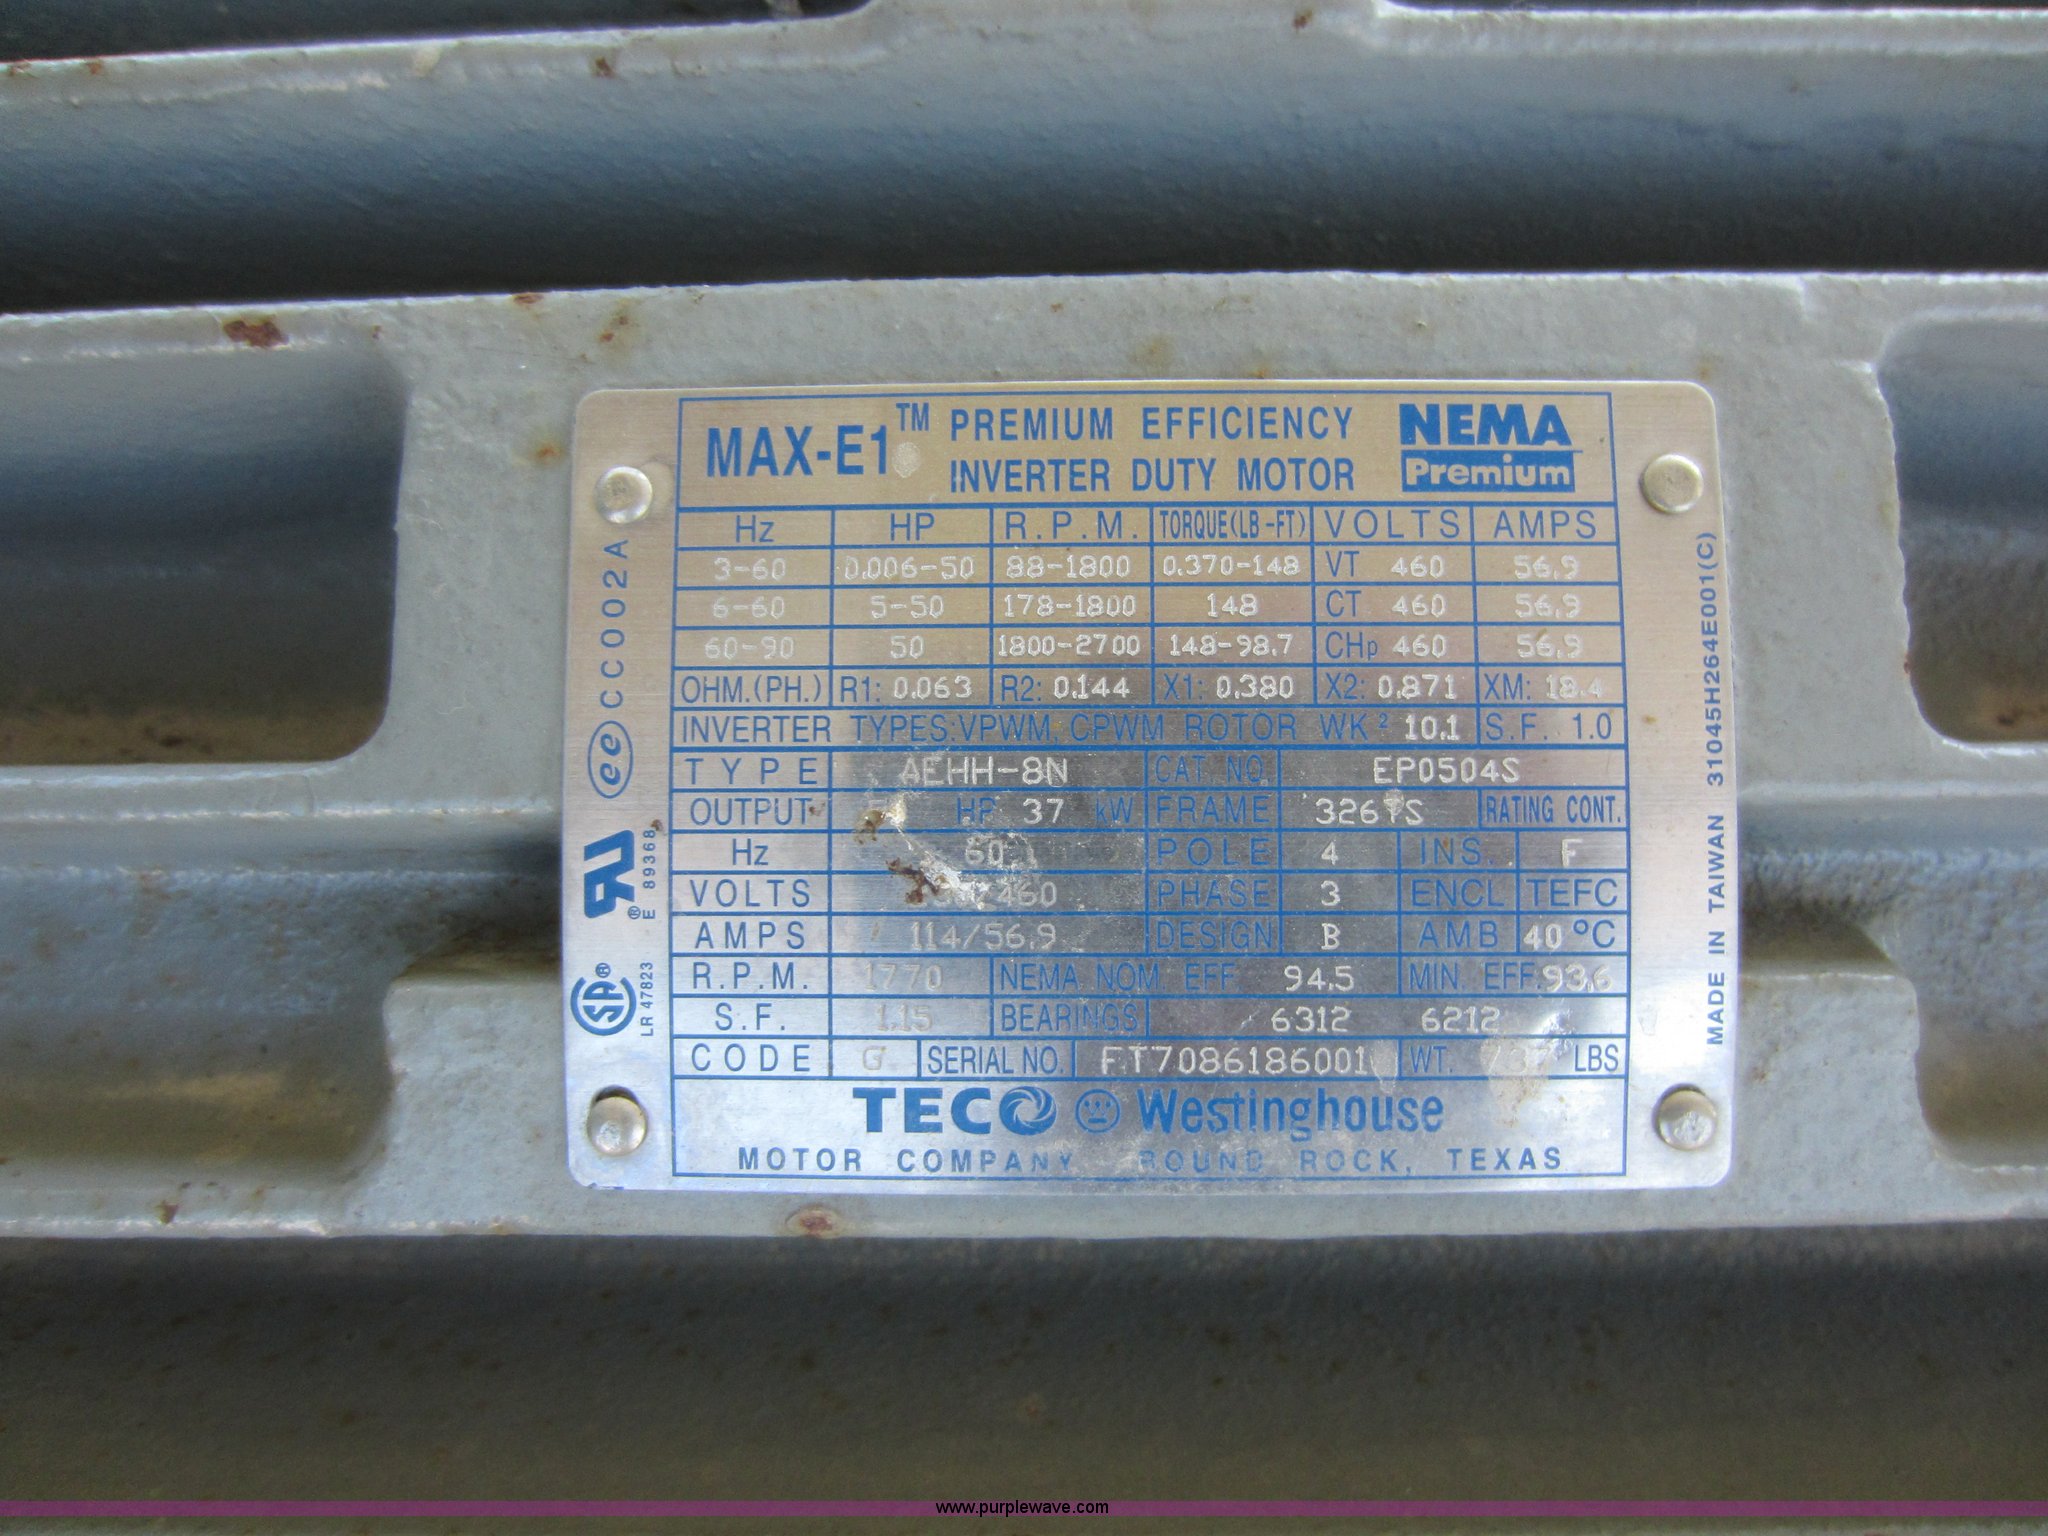 MAX-E1™ PREMIUM EFFICIENCY INVERTER DUTY MOTOR NEMA Premium
Hz HP R.P.M. TORQUE(LB-FT) VOLTS AMPS
3-60 0.006-50 88-1800 0.370-148 VT 460 56.9
6-60 5-50 178-1800 148 CT 460 56.9
60-90 50 1800-2700 148-98.7 CHp 460 56.9
OHM.(PH.) R1: 0.063 R2: 0.144 X1: 0.380 X2: 0.871 XM: 18.4
INVERTER TYPES:VPWM, CPWM ROTOR WK² 10.1 S.F. 1.0
TYPE AEHH-8N CAT. NO. EP0504S
OUTPUT HP 37 kW FRAME 326TS RATING CONT.
Hz 60 POLE 4 INS. F
VOLTS 460 PHASE 3 ENCL TEFC
AMPS 114/56.9 DESIGN B AMB 40 °C
R.P.M. 1770 NEMA NOM. EFF 94.5 MIN. EFF. 93.6
S.F. 1.15 BEARINGS 6312 6212
CODE G SERIAL NO. FT7086186001 WT. LBS
TECO Westinghouse
MOTOR COMPANY ROUND ROCK, TEXAS
ee CC002A
® E 89368
SA® LR 47823
MADE IN TAIWAN 31045H264E001(C)
www.purplewave.com